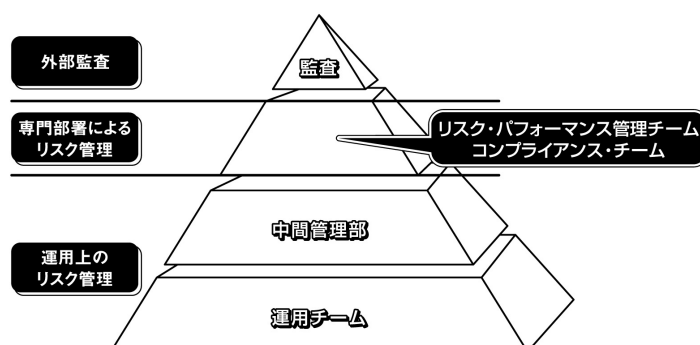 外部監査
監査
専門部署による
リスク管理
リスク・パフォーマンス管理チーム
コンプライアンス・チーム
中間管理部
運用上の
リスク管理
運用チーム